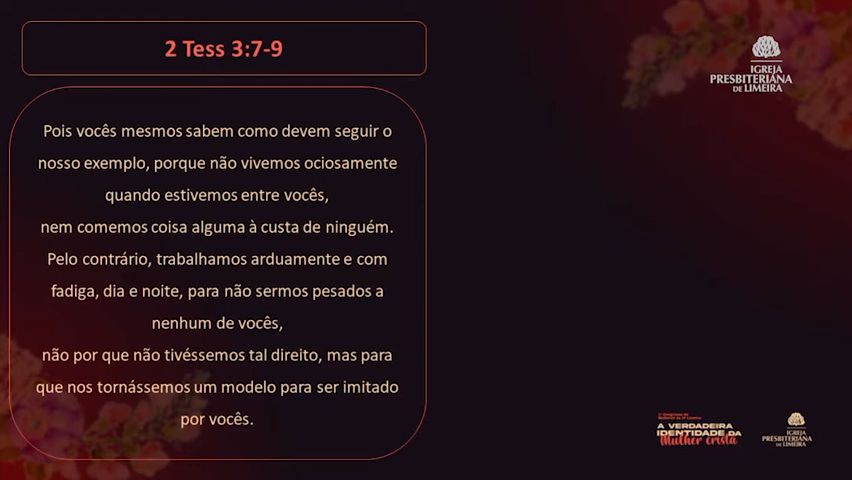 2 Tess 3:7-9
IGREJA
PRESBITERIANA
DE LIMEIRA
Pois vocês mesmos sabem como devem seguir o
nosso exemplo, porque não vivemos ociosamente
quando estivemos entre vocês,
nem comemos coisa alguma à custa de ninguém.
Pelo contrário, trabalhamos arduamente e com
fadiga, dia e noite, para não sermos pesados a
nenhum de vocês,
não por que não tivéssemos tal direito, mas para
que nos tornássemos um modelo para ser imitado
por vocês.
A VERDADEIRA
IDENTIDADE DA
Mulher cristã
IGREJA
PRESBITERIANA
DE LIMEIRA